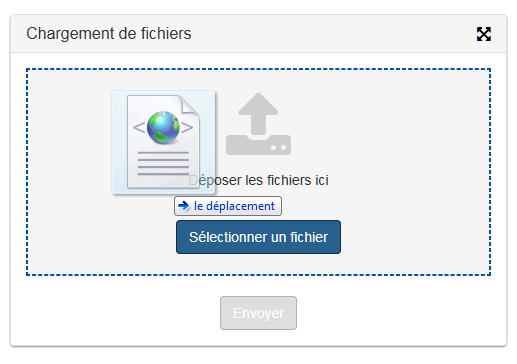 Chargement de fichiers
Déposer les fichiers ici
le déplacement
Sélectionner un fichier
Envoyer